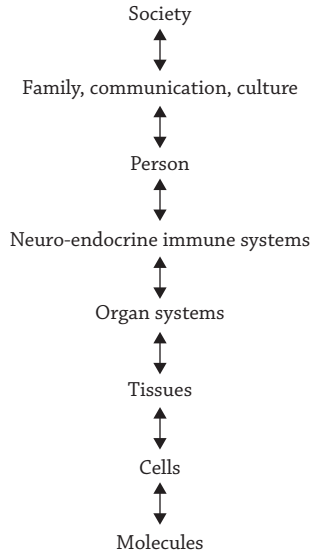 Society
Family, communication, culture
Person
Neuro-endocrine immune systems
Organ systems
Tissues
Cells
Molecules